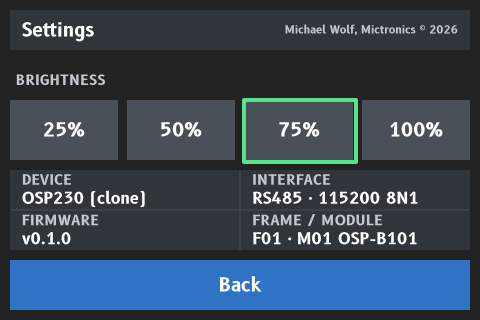 Settings
Michael Wolf, Mictronics © 2026
BRIGHTNESS
25% 50% 75% 100%
DEVICE
OSP230 (clone)
INTERFACE
RS485 · 115200 8N1
FIRMWARE
v0.1.0
FRAME / MODULE
F01 · M01 OSP-B101
Back